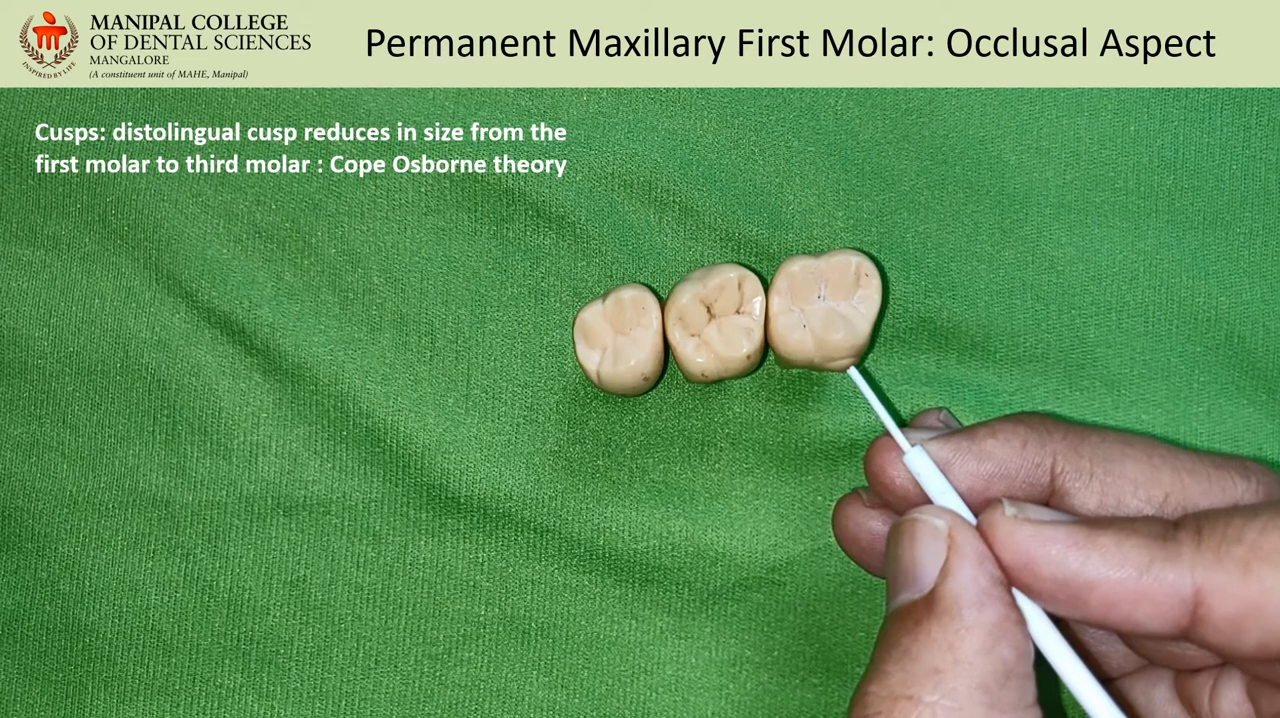 MANIPAL COLLEGE
OF DENTAL SCIENCES
MANGALORE
(A constituent unit of MAHE, Manipal)
INSPIRED BY LIFE
Permanent Maxillary First Molar: Occlusal Aspect
Cusps: distolingual cusp reduces in size from the
first molar to third molar : Cope Osborne theory